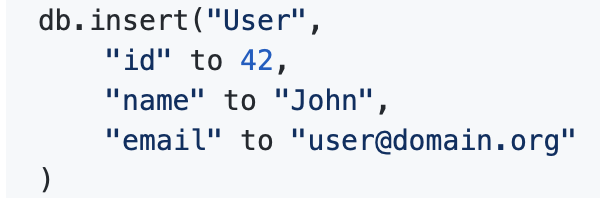 db.insert("User",
    "id" to 42,
    "name" to "John",
    "email" to "user@domain.org"
)